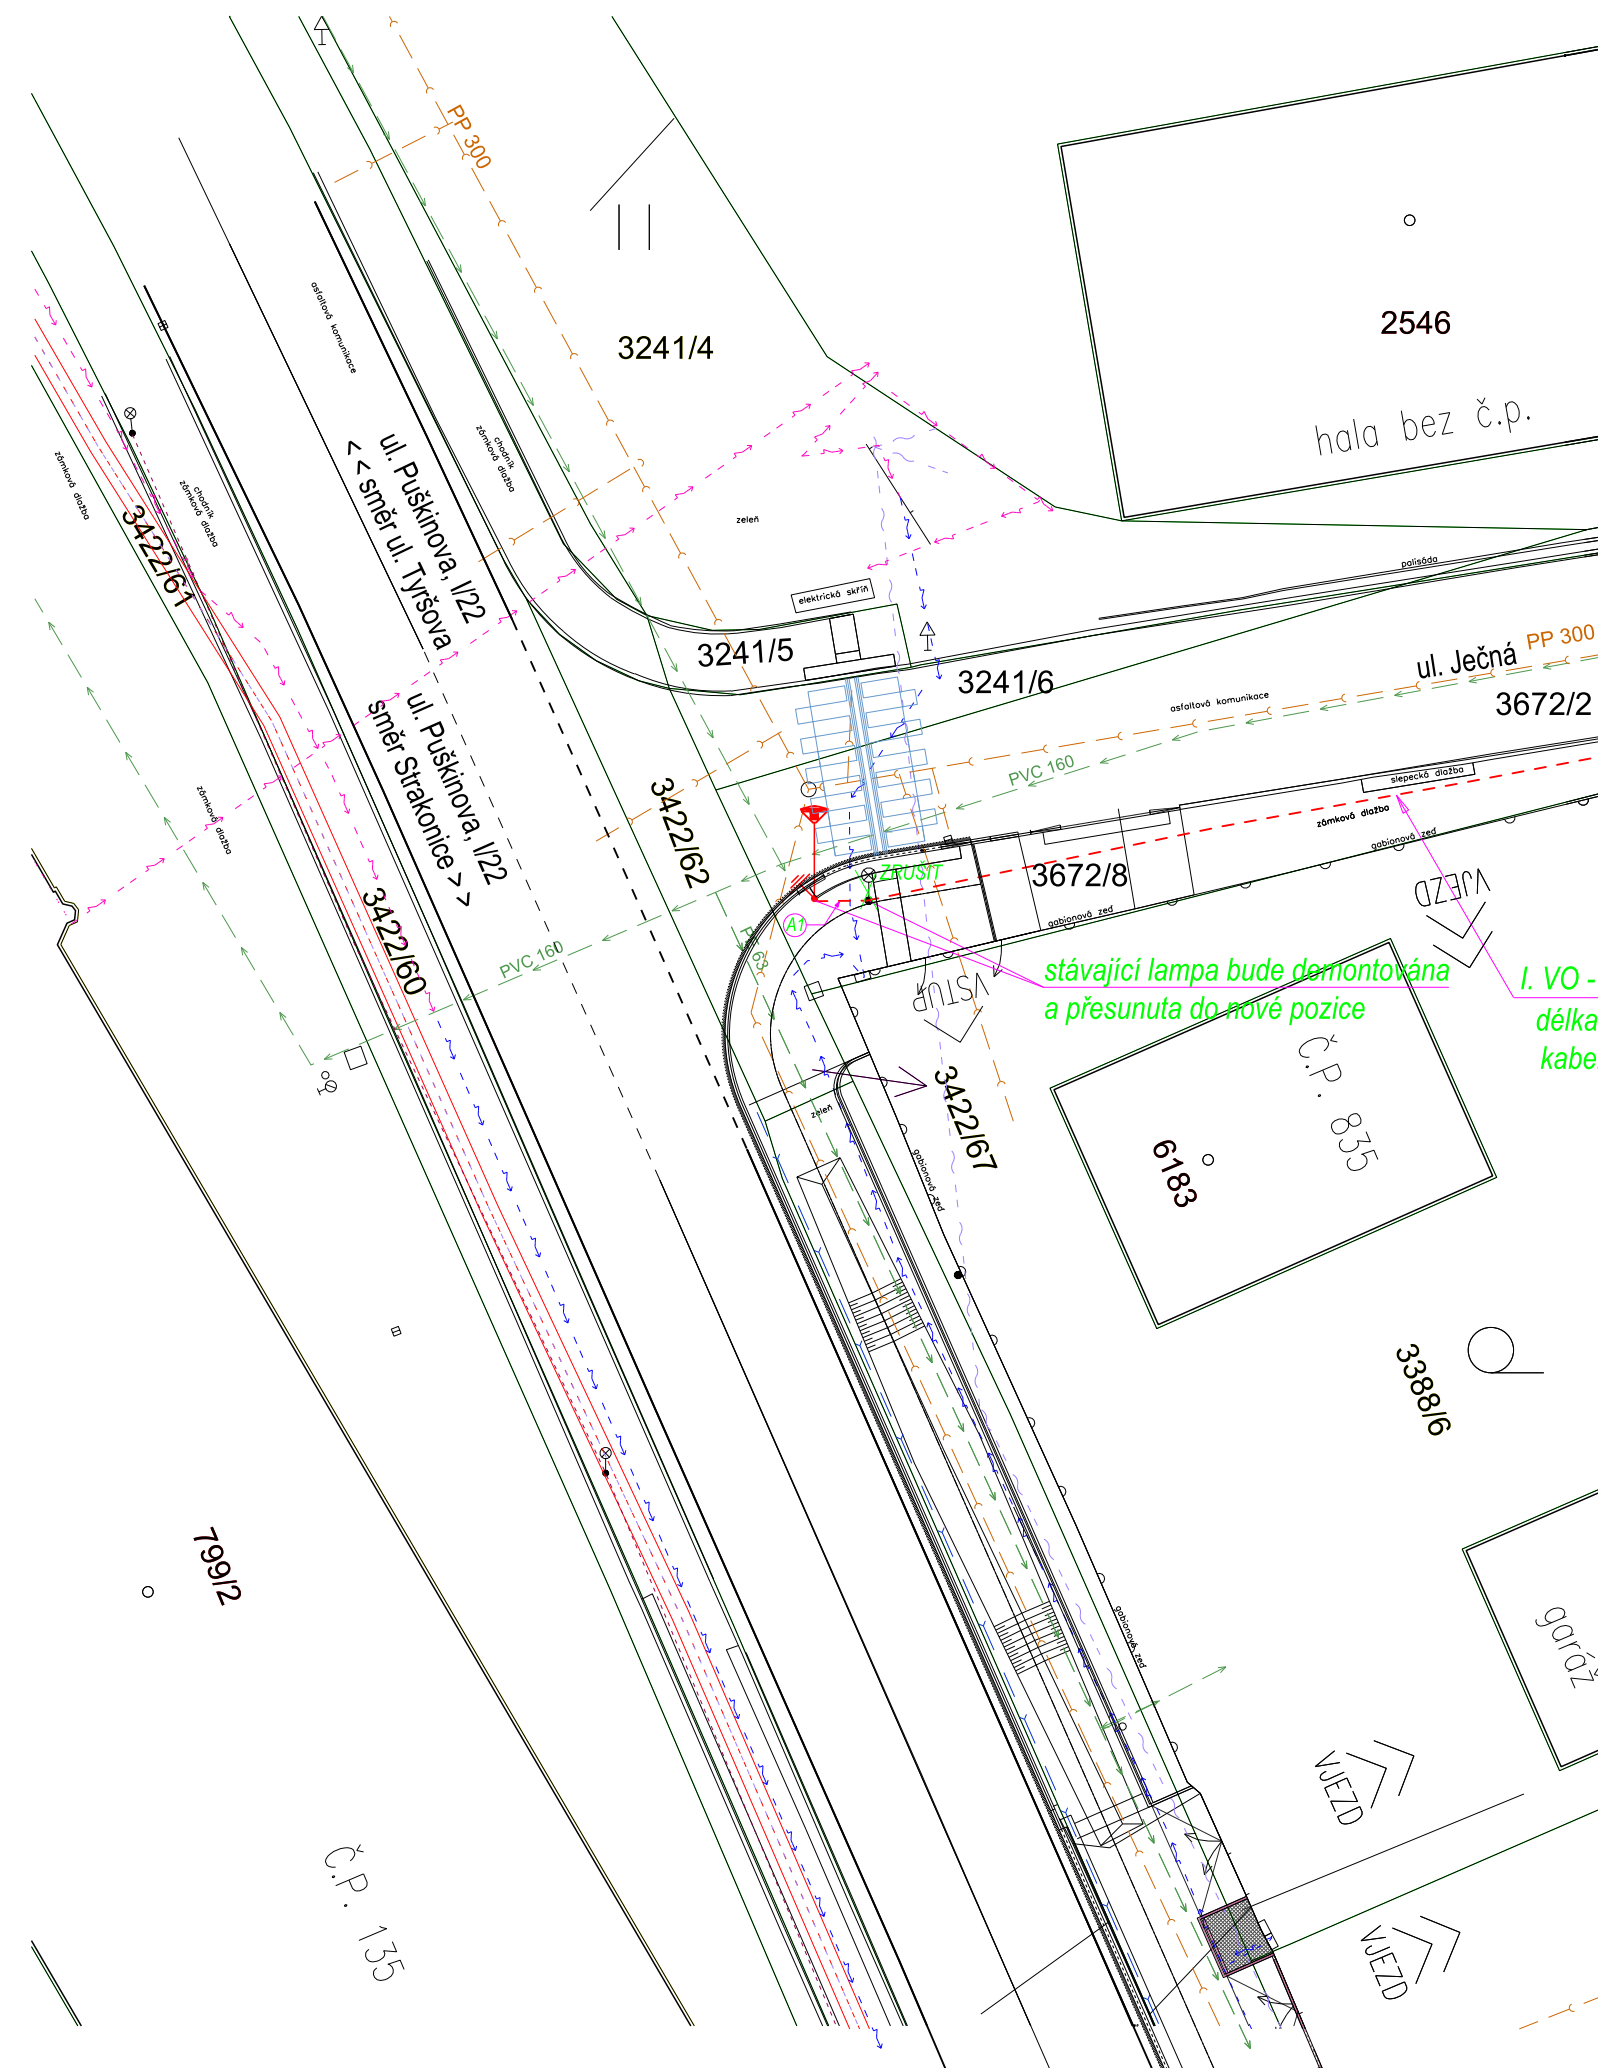 PP 300
asfaltová komunikace
3241/4
2546
hala bez č.p.
ul. Puškinova, I/22
<< směr ul. Tyršova
chodník
zámková dlažba
zámková dlažba
chodník
zámková dlažba
3422/61
zeleň
palisáda
elektrická skříň
3241/5
3241/6
ul. Ječná
PP 300
3672/2
asfaltová komunikace
ul. Puškinova, I/22
směr Strakonice >>
PVC 160
slepecká dlažba
zámková dlažba
zámková dlažba
gabionová zeď
3422/62
ZRUŠIT
3672/8
VJEZD
gabionová zeď
A1
3422/60
PVC 160
PE 63
stávající lampa bude demontována
a přesunuta do nové pozice
VSTUP
I. VO -
délka
kabe
Č.P. 835
zeleň
3422/67
6183
gabionová zeď
3388/6
799/2
gabionová zeď
garáž
VJEZD
Č.P. 135
VJEZD